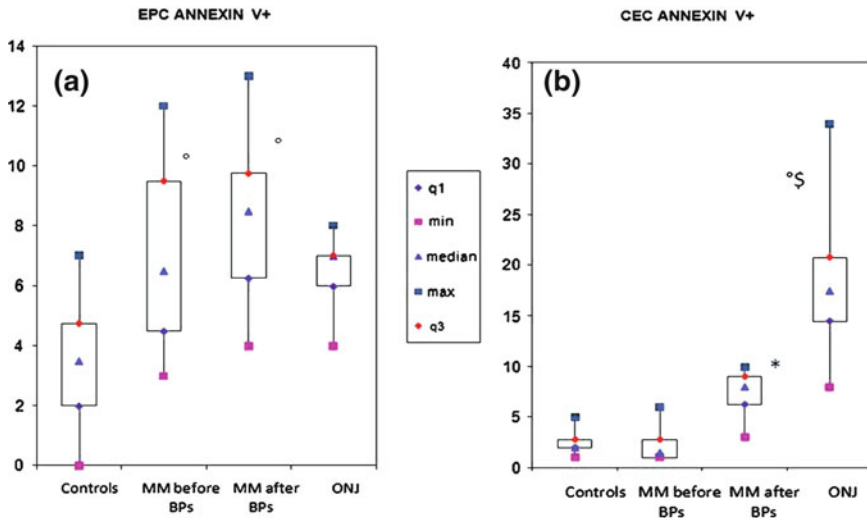 EPC ANNEXIN V+
CEC ANNEXIN V+
(a)
14
12
10
8
6
4
2
0
°
°
Controls
MM before BPs
MM after BPs
ONJ
q1
min
median
max
q3
(b)
40
35
30
25
20
15
10
5
0
*
°$
Controls
MM before BPs
MM after BPs
ONJ